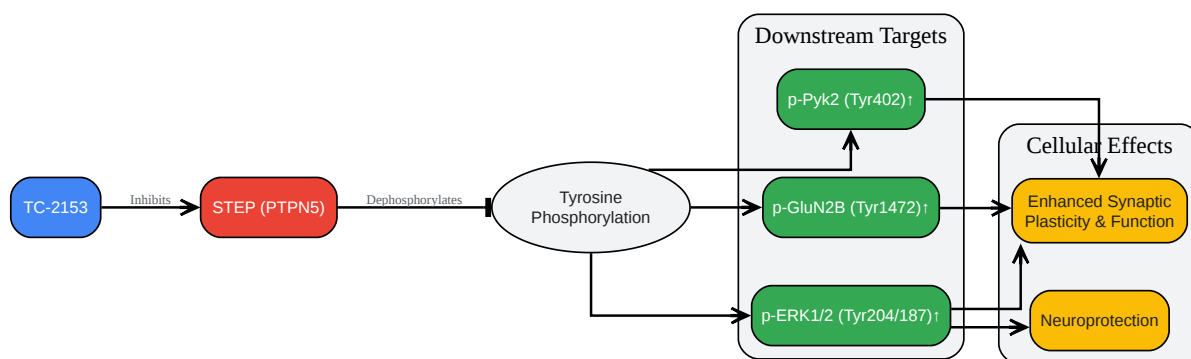 Downstream Targets
p-Pyk2 (Tyr402)↑
Cellular Effects
TC-2153
Inhibits
STEP (PTPN5)
Dephosphorylates
Tyrosine
Phosphorylation
p-GluN2B (Tyr1472)↑
Enhanced Synaptic
Plasticity & Function
p-ERK1/2 (Tyr204/187)↑
Neuroprotection